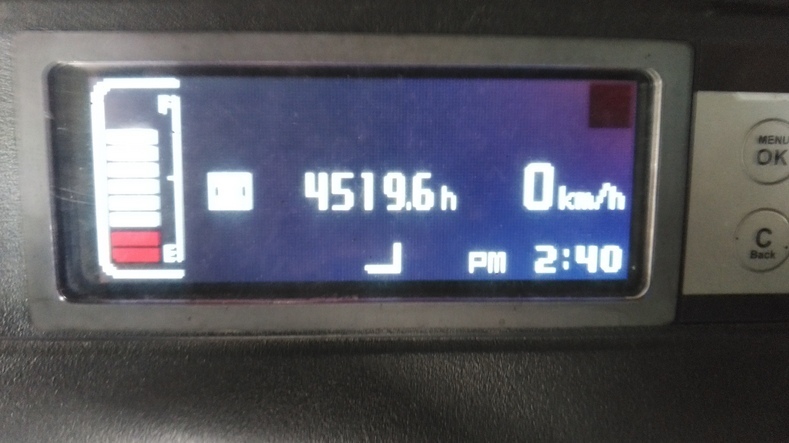 F
4519.6h
0km/h
E
PM 2:40
MENU
OK
C
Back